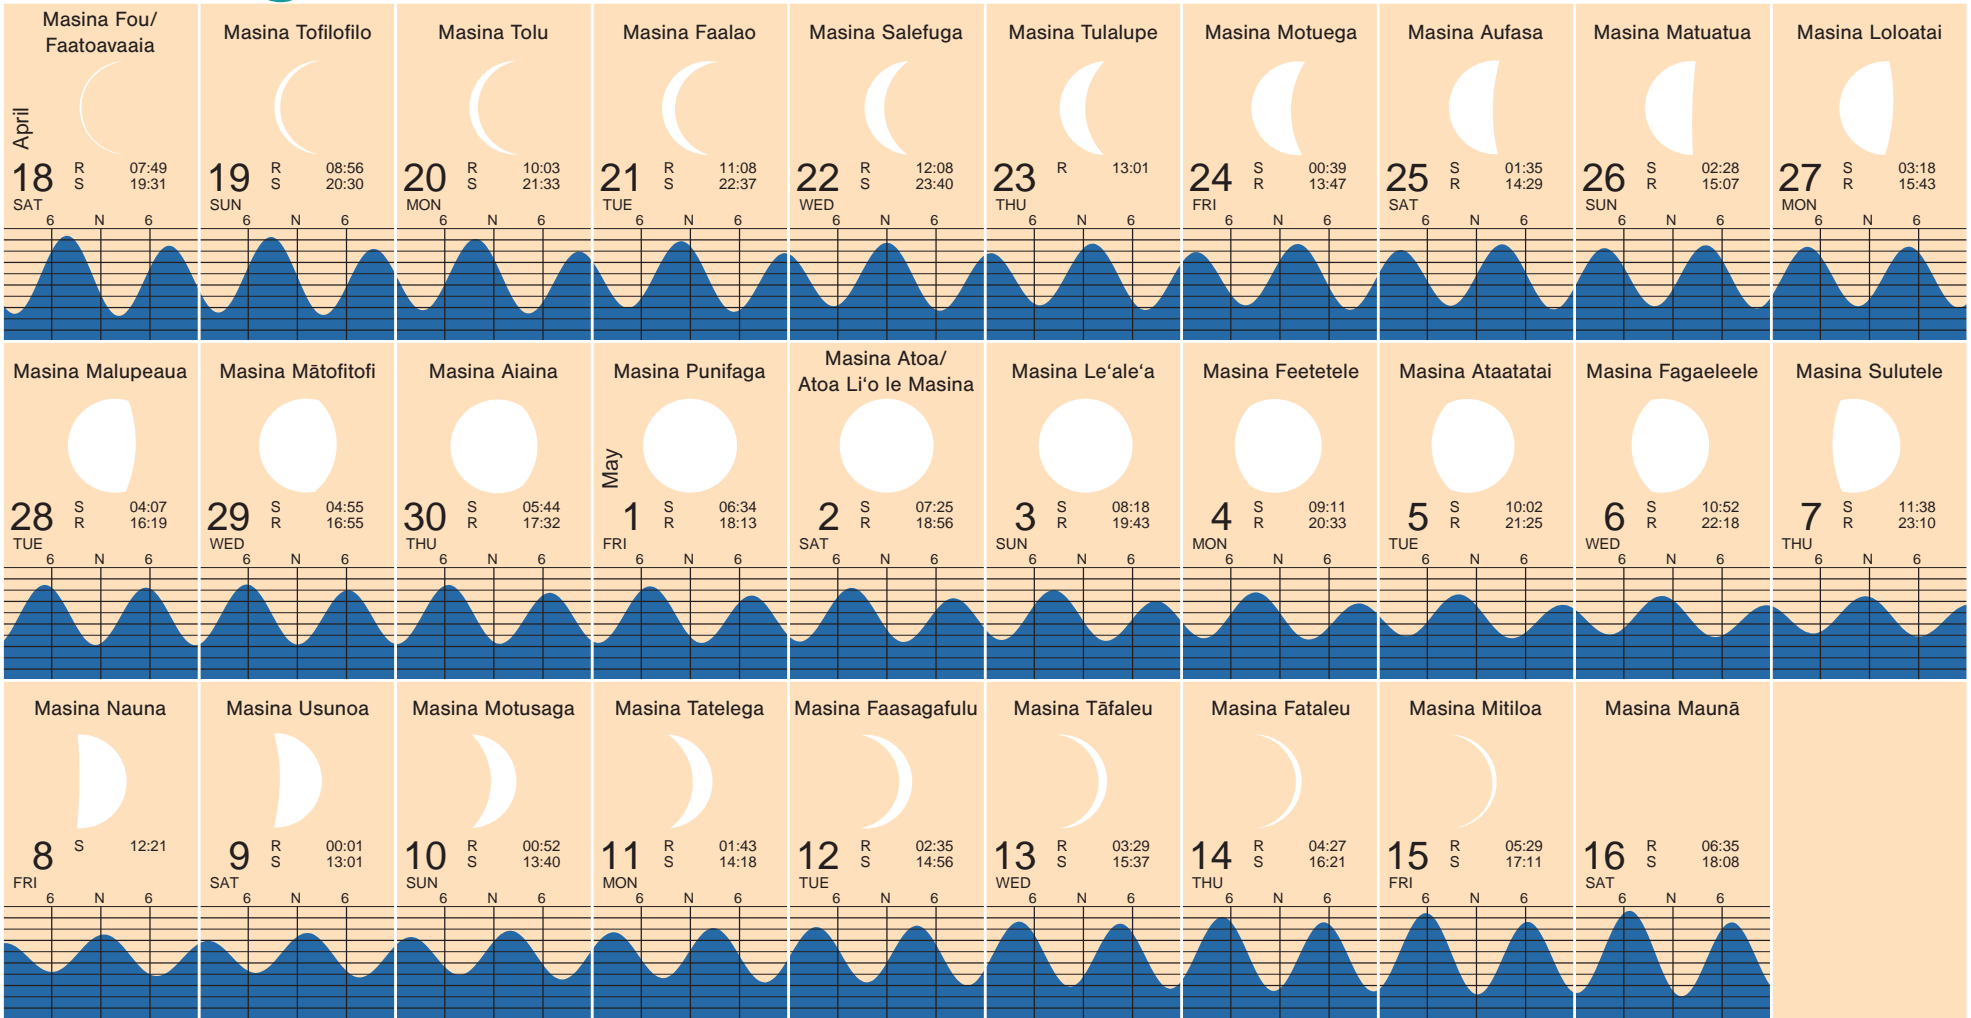 Masina Fou/
Faatoavaaia
April
18 R 07:49
S 19:31
SAT
6 N 6
Masina Tofilofilo
19 R 08:56
S 20:30
SUN
6 N 6
Masina Tolu
20 R 10:03
S 21:33
MON
6 N 6
Masina Faalao
21 R 11:08
S 22:37
TUE
6 N 6
Masina Salefuga
22 R 12:08
S 23:40
WED
6 N 6
Masina Tulalupe
23 R 13:01
THU
6 N 6
Masina Motuega
24 S 00:39
R 13:47
FRI
6 N 6
Masina Aufasa
25 S 01:35
R 14:29
SAT
6 N 6
Masina Matuatua
26 S 02:28
R 15:07
SUN
6 N 6
Masina Loloatai
27 S 03:18
R 15:43
MON
6 N 6
Masina Malupeaua
28 S 04:07
R 16:19
TUE
6 N 6
Masina Mātofitofi
29 S 04:55
R 16:55
WED
6 N 6
Masina Aiaina
30 S 05:44
R 17:32
THU
6 N 6
Masina Punifaga
May
1 S 06:34
R 18:13
FRI
6 N 6
Masina Atoa/
Atoa Li‘o le Masina
2 S 07:25
R 18:56
SAT
6 N 6
Masina Le‘ale‘a
3 S 08:18
R 19:43
SUN
6 N 6
Masina Feetetele
4 S 09:11
R 20:33
MON
6 N 6
Masina Ataatatai
5 S 10:02
R 21:25
TUE
6 N 6
Masina Fagaeleele
6 S 10:52
R 22:18
WED
6 N 6
Masina Sulutele
7 S 11:38
R 23:10
THU
6 N 6
Masina Nauna
8 S 12:21
FRI
6 N 6
Masina Usunoa
9 R 00:01
S 13:01
SAT
6 N 6
Masina Motusaga
10 R 00:52
S 13:40
SUN
6 N 6
Masina Tatelega
11 R 01:43
S 14:18
MON
6 N 6
Masina Faasagafulu
12 R 02:35
S 14:56
TUE
6 N 6
Masina Tāfaleu
13 R 03:29
S 15:37
WED
6 N 6
Masina Fataleu
14 R 04:27
S 16:21
THU
6 N 6
Masina Mitiloa
15 R 05:29
S 17:11
FRI
6 N 6
Masina Maunā
16 R 06:35
S 18:08
SAT
6 N 6